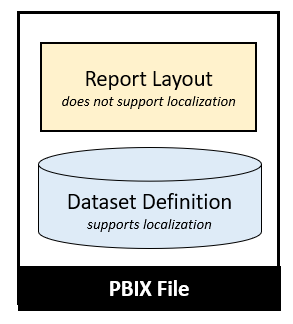 Report Layout
does not support localization
Dataset Definition
supports localization
PBIX File